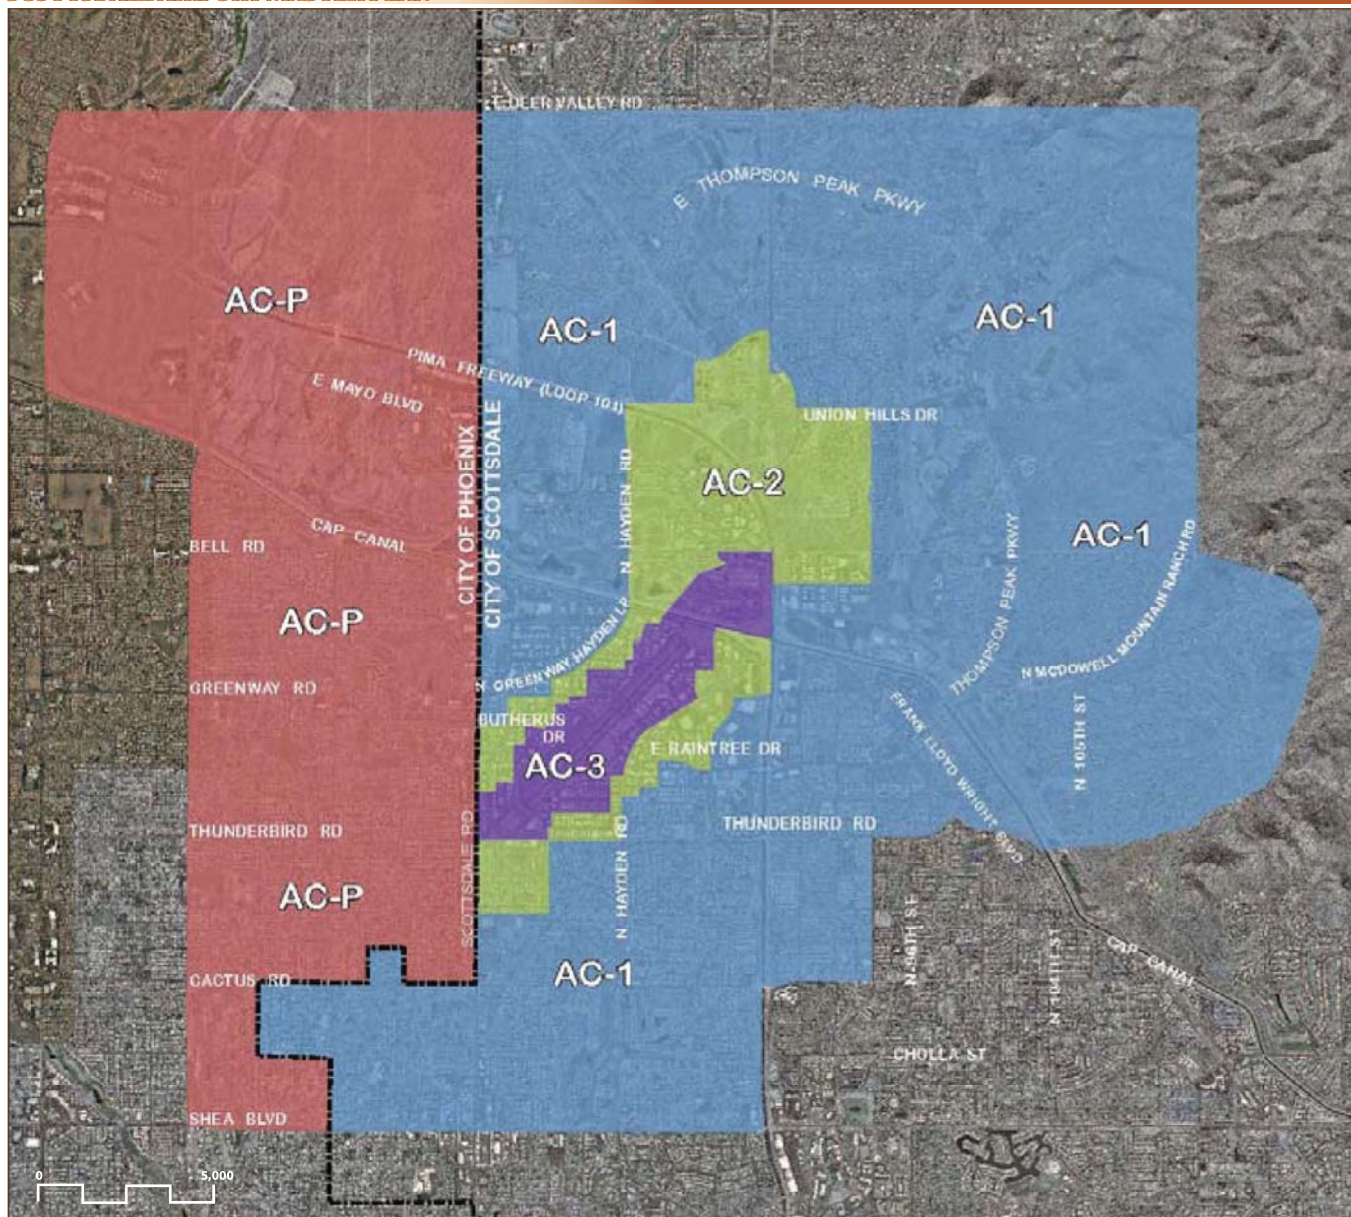 E DEER VALLEY RD
E THOMPSON PEAK PKWY
AC-P
AC-1
AC-1
PIMA FREEWAY (LOOP 101)
E MAYO BLVD
UNION HILLS DR
CITY OF PHOENIX
CITY OF SCOTTSDALE
N HAYDEN RD
AC-2
CAP CANAL
BELL RD
AC-1
THOMPSON PEAK PKWY
N MCDOWELL MOUNTAIN RANCH RD
AC-P
N GREENWAY HAYDEN LP
GREENWAY RD
BUTHERUS
DR
E RAINTREE DR
AC-3
FRANK LLOYD WRIGHT BLVD
N 105TH ST
THUNDERBIRD RD
THUNDERBIRD RD
SCOTTSDALE RD
N HAYDEN RD
AC-P
N 96TH ST
N 104TH ST
CAP CANAL
CACTUS RD
AC-1
CHOLLA ST
SHEA BLVD
0 5,000